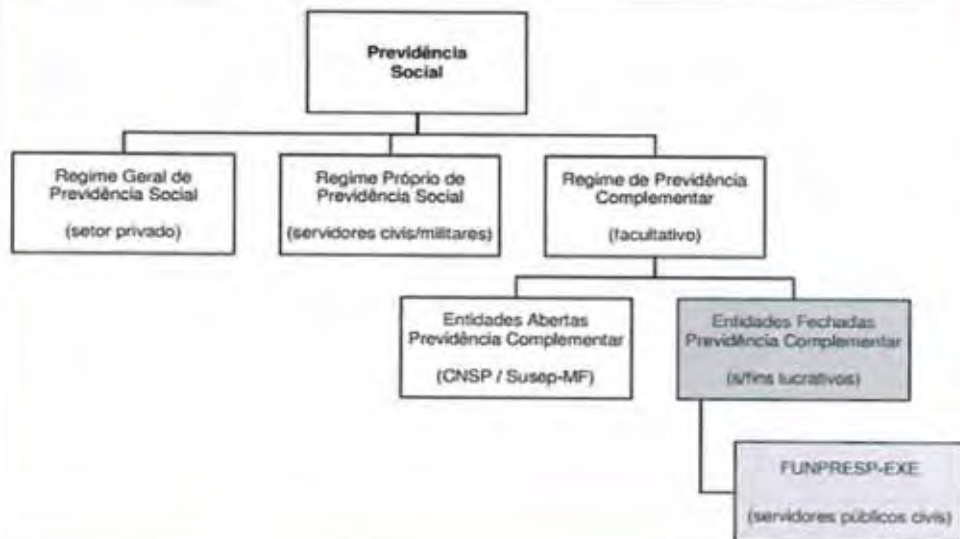 Previdência
Social
Regime Geral de
Previdência Social
(setor privado)
Regime Próprio de
Previdência Social
(servidores civis/militares)
Regime de Previdência
Complementar
(facultativo)
Entidades Abertas
Previdência Complementar
(CNSP / Susep-MF)
Entidades Fechadas
Previdência Complementar
(s/fins lucrativos)
FUNPRESP-EXE
(servidores públicos civis)